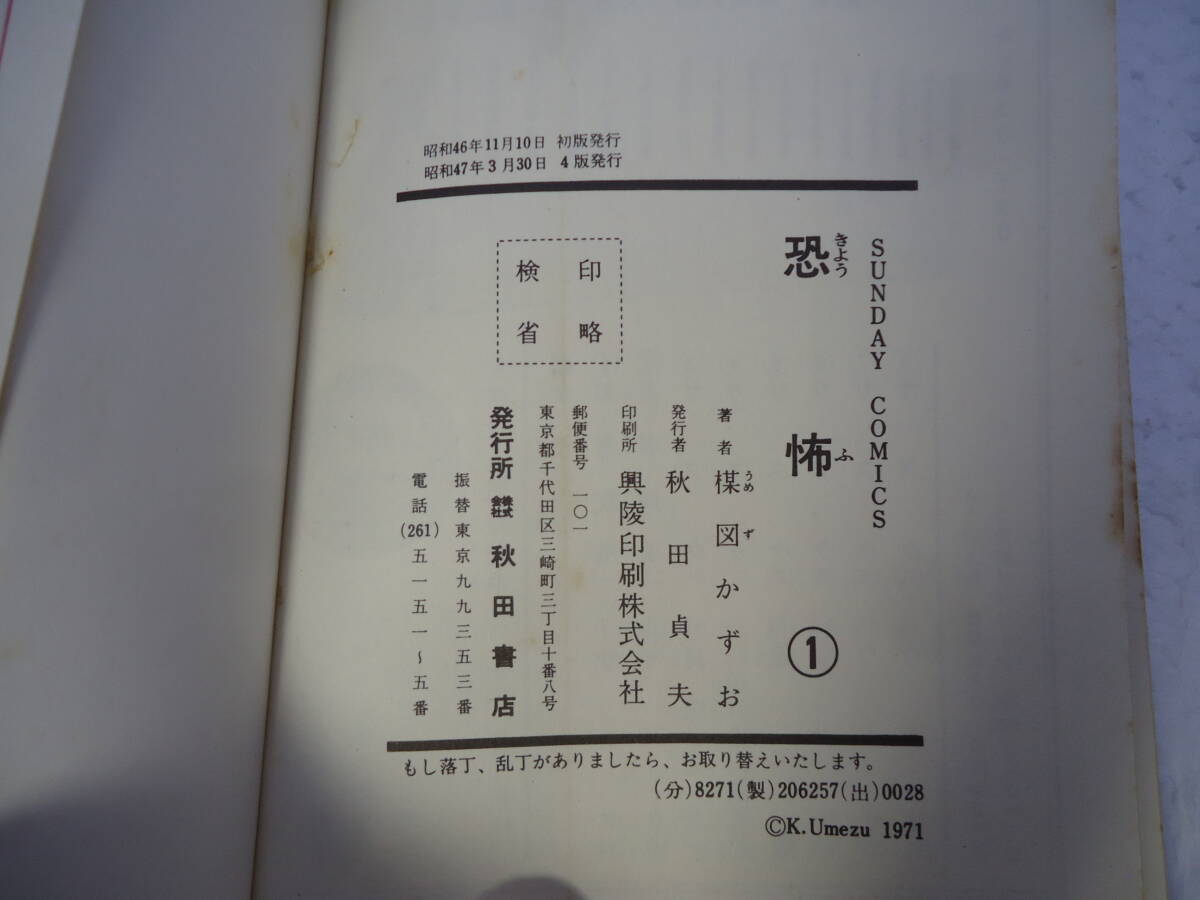 昭和46年11月10日 初版発行
昭和47年3月30日 4版発行
SUNDAY COMICS
恐怖 ①
きょう ふ
著者 楳図かずお
うめ ず
発行者 秋田貞夫
印刷所 興陵印刷株式会社
郵便番号 一〇一
東京都千代田区三崎町三丁目十番八号
発行所 株式会社 秋田書店
振替東京九九三五三番
電話(261)五一五一~五番
検印
省略
もし落丁、乱丁がありましたら、お取り替えいたします。
(分)8271(製)206257(出)0028
©K.Umezu 1971